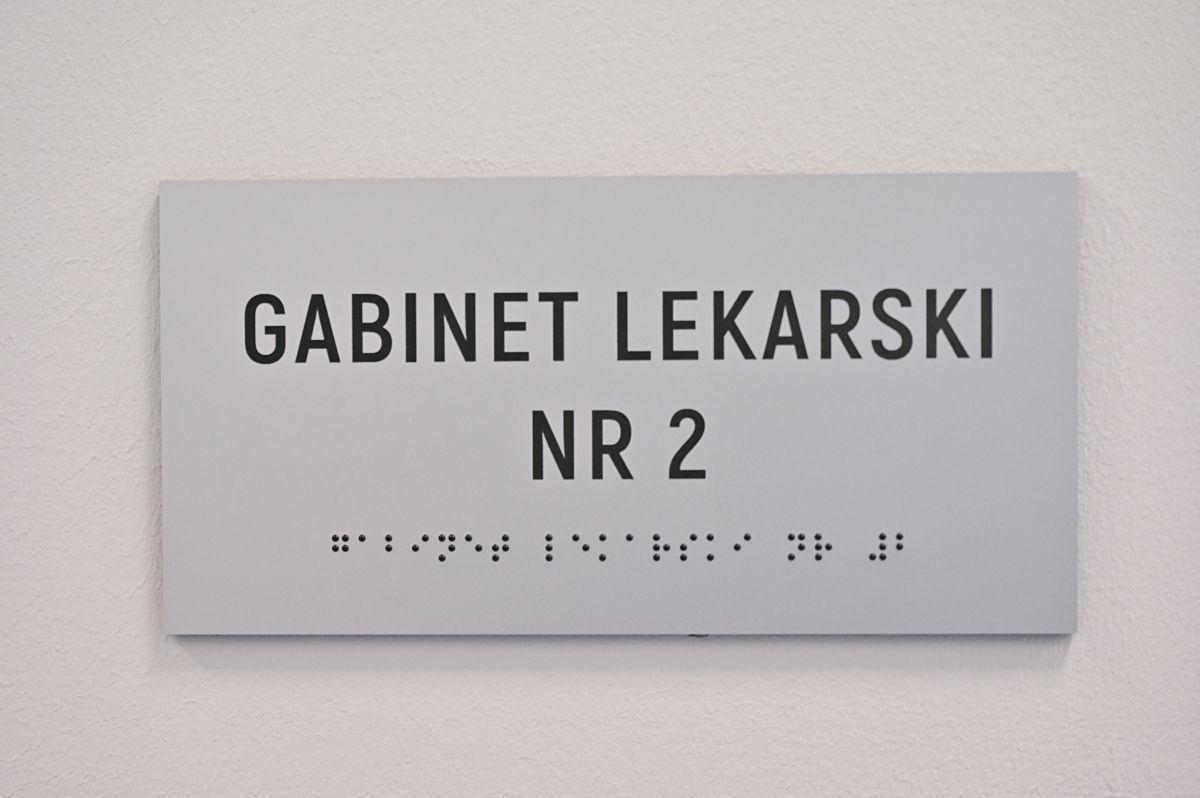 GABINET LEKARSKI
NR 2
⠛⠁⠃⠊⠝⠑⠞ ⠇⠑⠅⠁⠗⠎⠅⠊ ⠝⠗ ⠼⠃